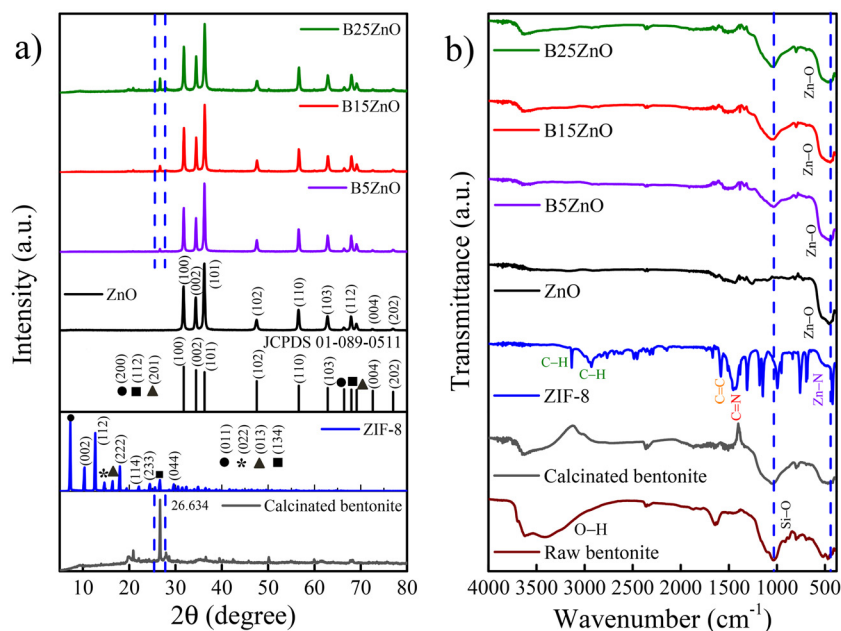 a)
B25ZnO
B15ZnO
B5ZnO
ZnO
(100)
(002)
(101)
(102)
(110)
(103)
(112)
(004)
(202)
JCPDS 01-089-0511
(200)
(112)
(201)
(100)
(002)
(101)
(102)
(110)
(103)
(004)
(202)
ZIF-8
(002)
(112)
(222)
(114)
(233)
(044)
(011)
(022)
(013)
(134)
26.634
Calcinated bentonite
Intensity (a.u.)
10 20 30 40 50 60 70 80
2θ (degree)
b)
B25ZnO
Zn–O
B15ZnO
Zn–O
B5ZnO
Zn–O
ZnO
Zn–O
C–H
C–H
C=C
C=N
Zn–N
ZIF-8
Calcinated bentonite
O–H
Si–O
Raw bentonite
Transmittance (a.u.)
4000 3500 3000 2500 2000 1500 1000 500
Wavenumber (cm⁻¹)